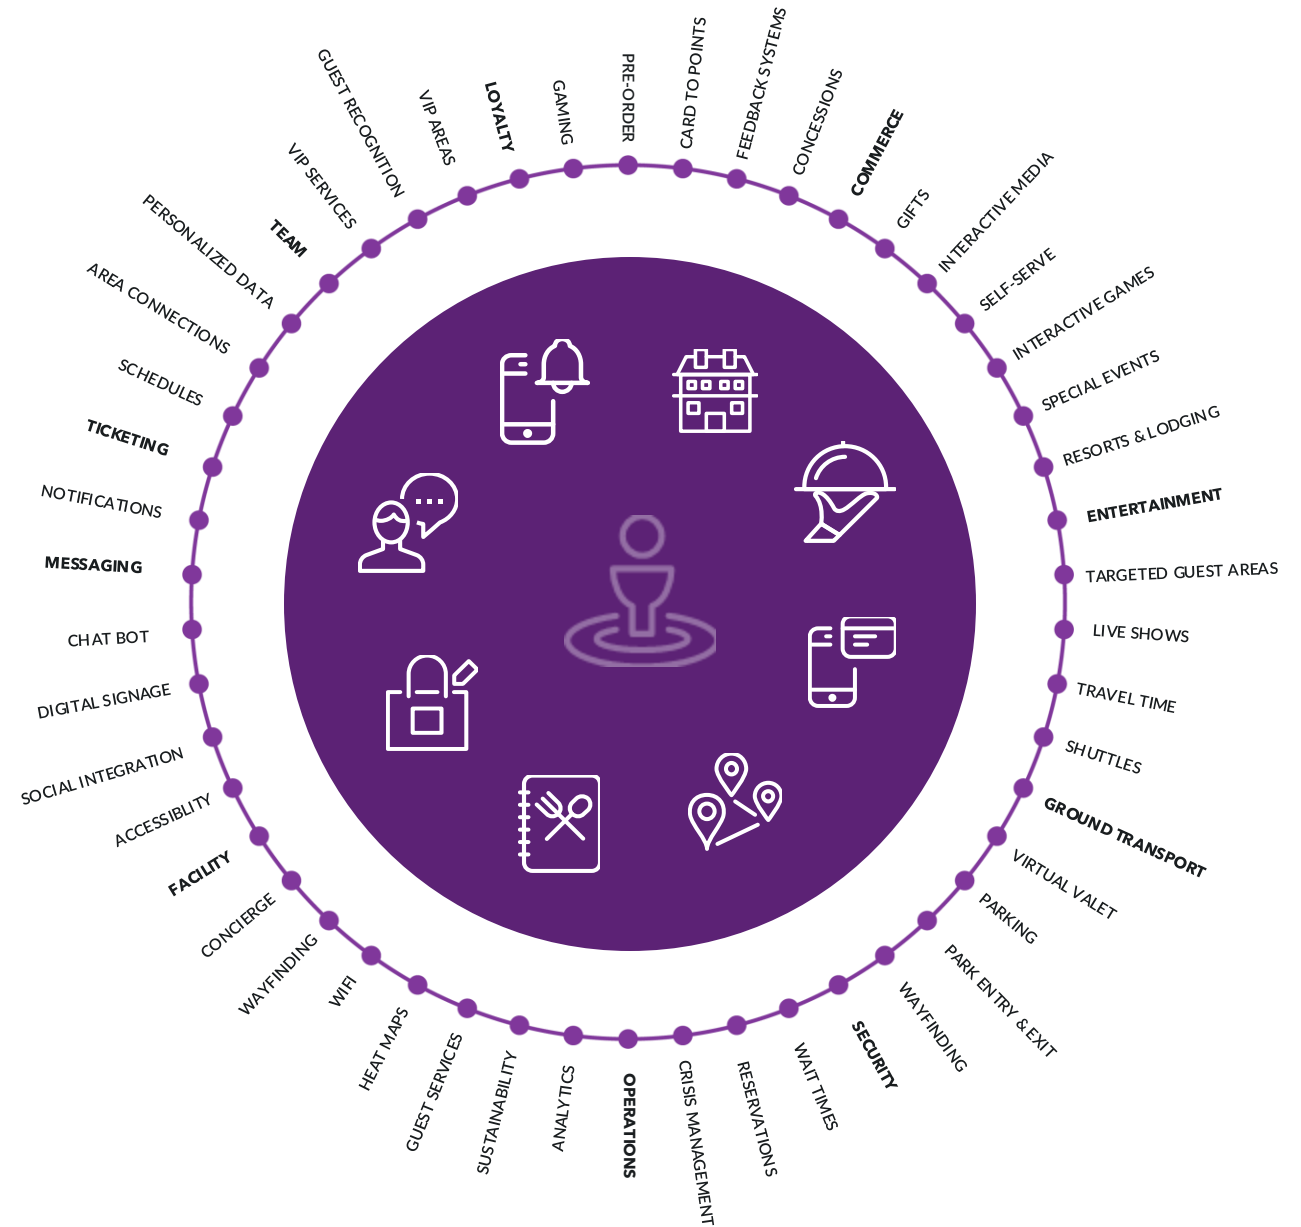 PRE-ORDER
CARD TO POINTS
FEEDBACK SYSTEMS
CONCESSIONS
COMMERCE
GIFTS
INTERACTIVE MEDIA
SELF-SERVE
INTERACTIVE GAMES
SPECIAL EVENTS
RESORTS & LODGING
ENTERTAINMENT
TARGETED GUEST AREAS
LIVE SHOWS
TRAVEL TIME
SHUTTLES
GROUND TRANSPORT
VIRTUAL VALET
PARKING
PARK ENTRY & EXIT
WAYFINDING
SECURITY
WAIT TIMES
RESERVATIONS
CRISIS MANAGEMENT
OPERATIONS
ANALYTICS
SUSTAINABILITY
GUEST SERVICES
HEAT MAPS
WIFI
WAYFINDING
CONCIERGE
FACILITY
ACCESSIBLITY
SOCIAL INTEGRATION
DIGITAL SIGNAGE
CHAT BOT
MESSAGING
NOTIFICATIONS
TICKETING
SCHEDULES
AREA CONNECTIONS
PERSONALIZED DATA
TEAM
VIP SERVICES
GUEST RECOGNITION
VIP AREAS
LOYALTY
GAMING